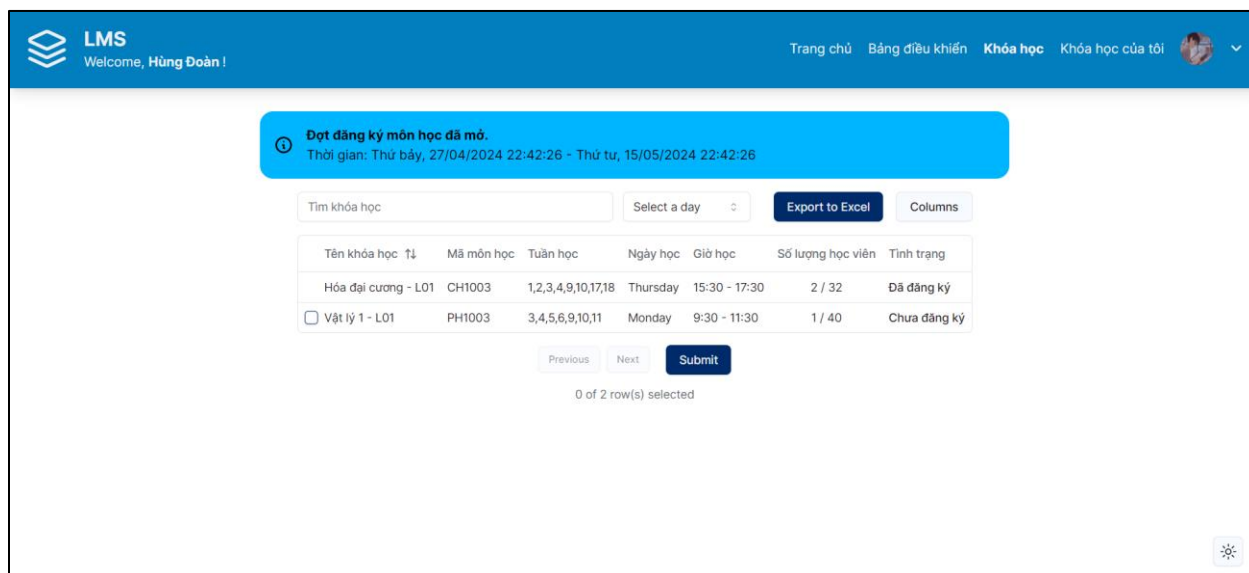 LMS
Welcome, Hùng Đoàn !
Trang chủ Bảng điều khiển Khóa học Khóa học của tôi
Đợt đăng ký môn học đã mở.
Thời gian: Thứ bảy, 27/04/2024 22:42:26 - Thứ tư, 15/05/2024 22:42:26
Tìm khóa học Select a day Export to Excel Columns
Tên khóa học Mã môn học Tuần học Ngày học Giờ học Số lượng học viên Tình trạng
Hóa đại cương - L01 CH1003 1,2,3,4,9,10,17,18 Thursday 15:30 - 17:30 2 / 32 Đã đăng ký
Vật lý 1 - L01 PH1003 3,4,5,6,9,10,11 Monday 9:30 - 11:30 1 / 40 Chưa đăng ký
Previous Next Submit
0 of 2 row(s) selected